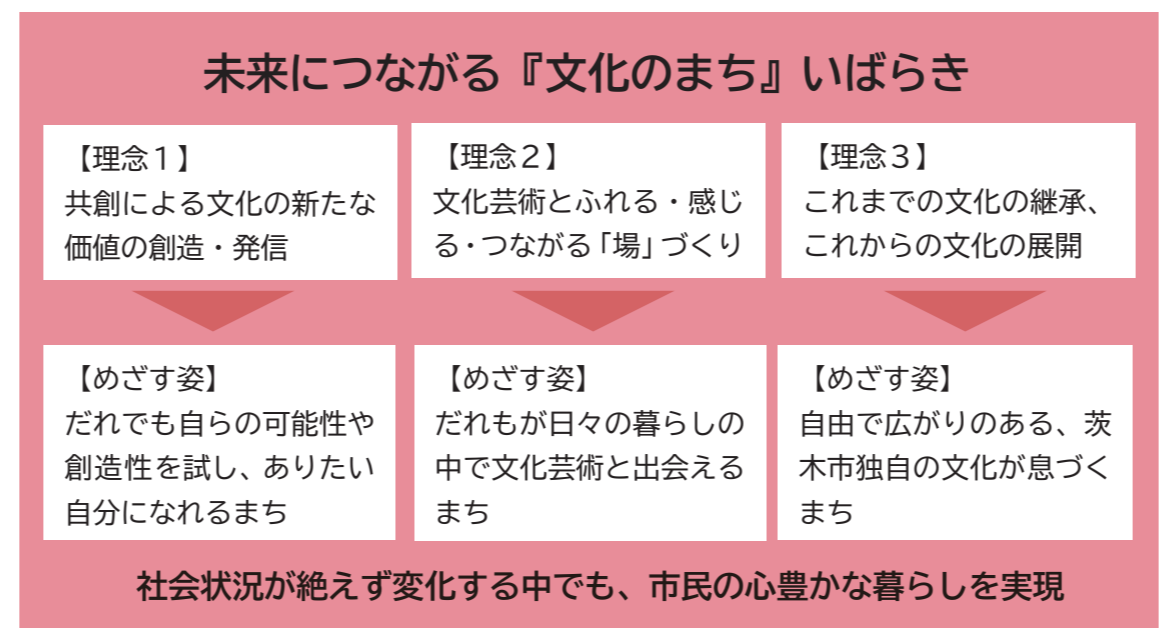 未来につながる『文化のまち』いばらき
【理念１】
共創による文化の新たな
価値の創造・発信
【理念２】
文化芸術とふれる・感じ
る・つながる「場」づくり
【理念３】
これまでの文化の継承、
これからの文化の展開
【めざす姿】
だれでも自らの可能性や
創造性を試し、ありたい
自分になれるまち
【めざす姿】
だれもが日々の暮らしの
中で文化芸術と出会える
まち
【めざす姿】
自由で広がりのある、茨
木市独自の文化が息づく
まち
社会状況が絶えず変化する中でも、市民の心豊かな暮らしを実現